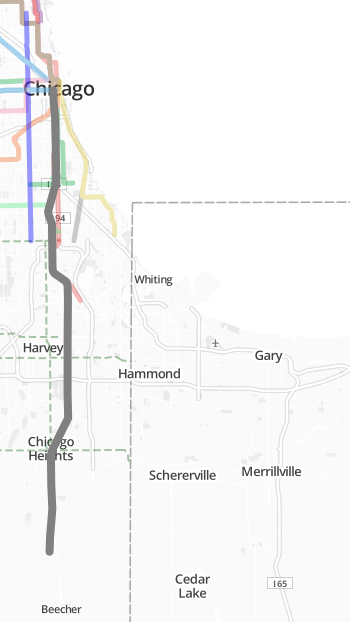 Chicago
94
Whiting
Harvey
Gary
Hammond
Chicago
Heights
Schererville
Merrillville
I 65
Cedar
Lake
Beecher